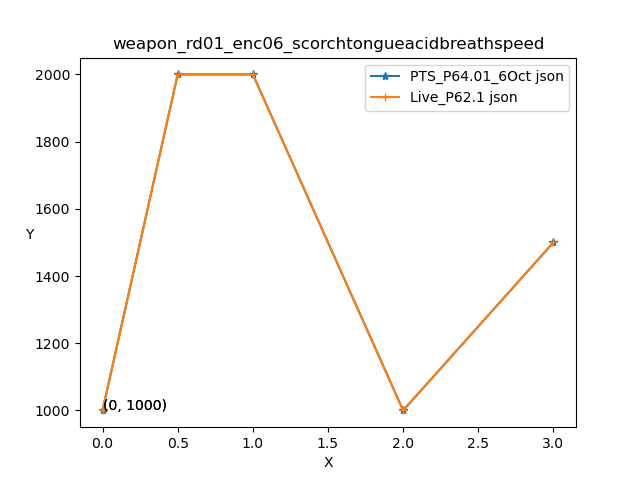 weapon_rd01_enc06_scorchtongueacidbreathspeed
PTS_P64.01_6Oct json
Live_P62.1 json
2000
1800
1600
Y
1400
1200
1000
(0, 1000)
0.0 0.5 1.0 1.5 2.0 2.5 3.0
X